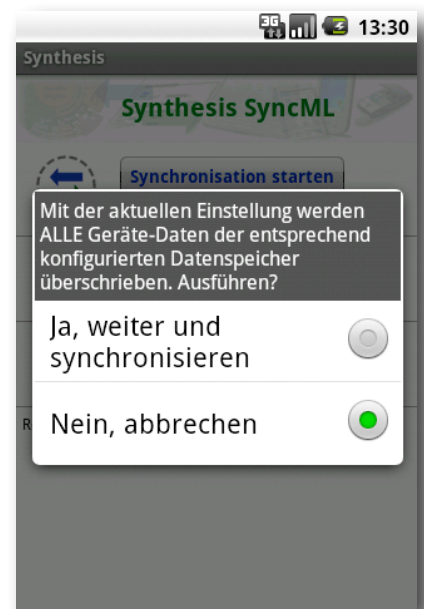 3G 13:30
Synthesis
Synthesis SyncML
Synchronisation starten
Mit der aktuellen Einstellung werden
ALLE Geräte-Daten der entsprechend
konfigurierten Datenspeicher
überschrieben. Ausführen?
Ja, weiter und
synchronisieren
Nein, abbrechen
R